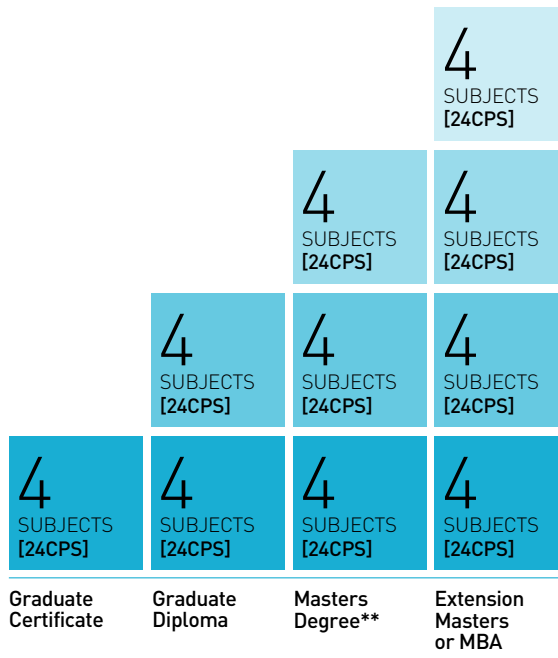 4
SUBJECTS
[24CPS]
4
SUBJECTS
[24CPS]
4
SUBJECTS
[24CPS]
4
SUBJECTS
[24CPS]
4
SUBJECTS
[24CPS]
4
SUBJECTS
[24CPS]
4
SUBJECTS
[24CPS]
4
SUBJECTS
[24CPS]
4
SUBJECTS
[24CPS]
4
SUBJECTS
[24CPS]
Graduate
Certificate
Graduate
Diploma
Masters
Degree**
Extension
Masters
or MBA